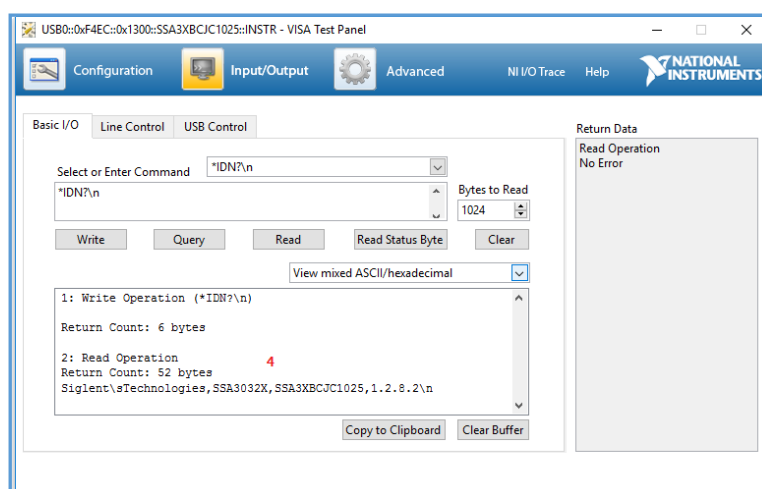 USB0::0xF4EC::0x1300::SSA3XBCJC1025::INSTR - VISA Test Panel
Configuration Input/Output Advanced NI I/O Trace Help NATIONAL INSTRUMENTS
Basic I/O Line Control USB Control
Return Data
Read Operation
No Error
Select or Enter Command *IDN?\n
*IDN?\n
Bytes to Read
1024
Write Query Read Read Status Byte Clear
View mixed ASCII/hexadecimal
1: Write Operation (*IDN?\n)
Return Count: 6 bytes
2: Read Operation 4
Return Count: 52 bytes
Siglent\sTechnologies,SSA3032X,SSA3XBCJC1025,1.2.8.2\n
Copy to Clipboard Clear Buffer